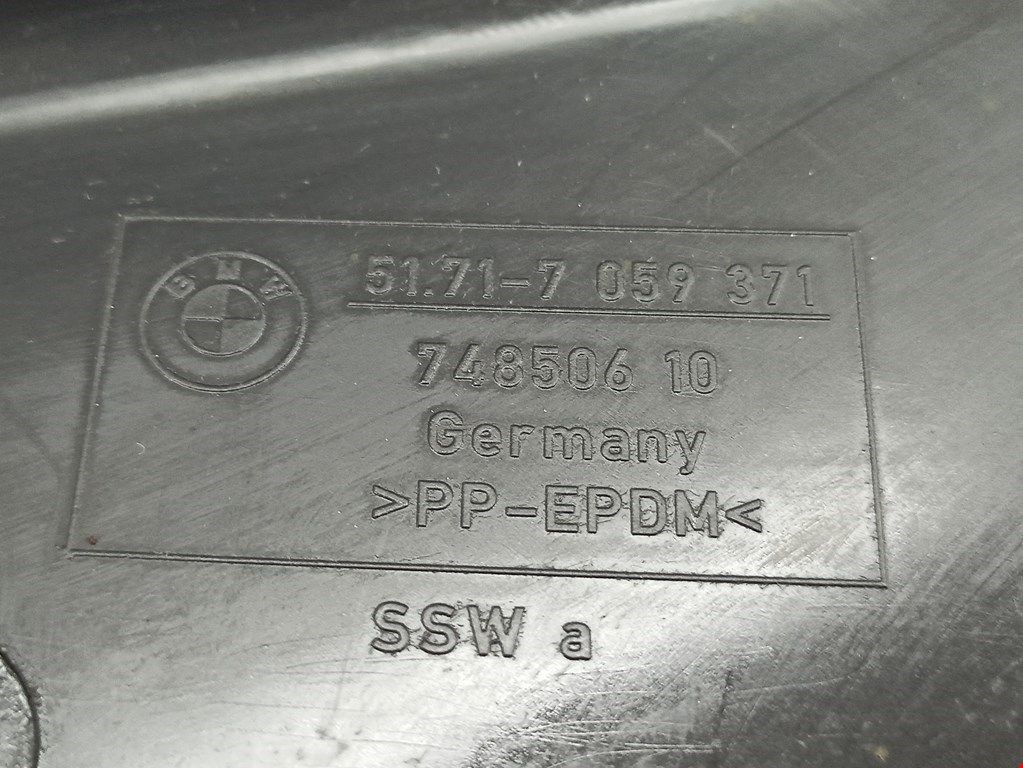 BMW
51.71-7 059 371
748506 10
Germany
>PP-EPDM<
SSW a